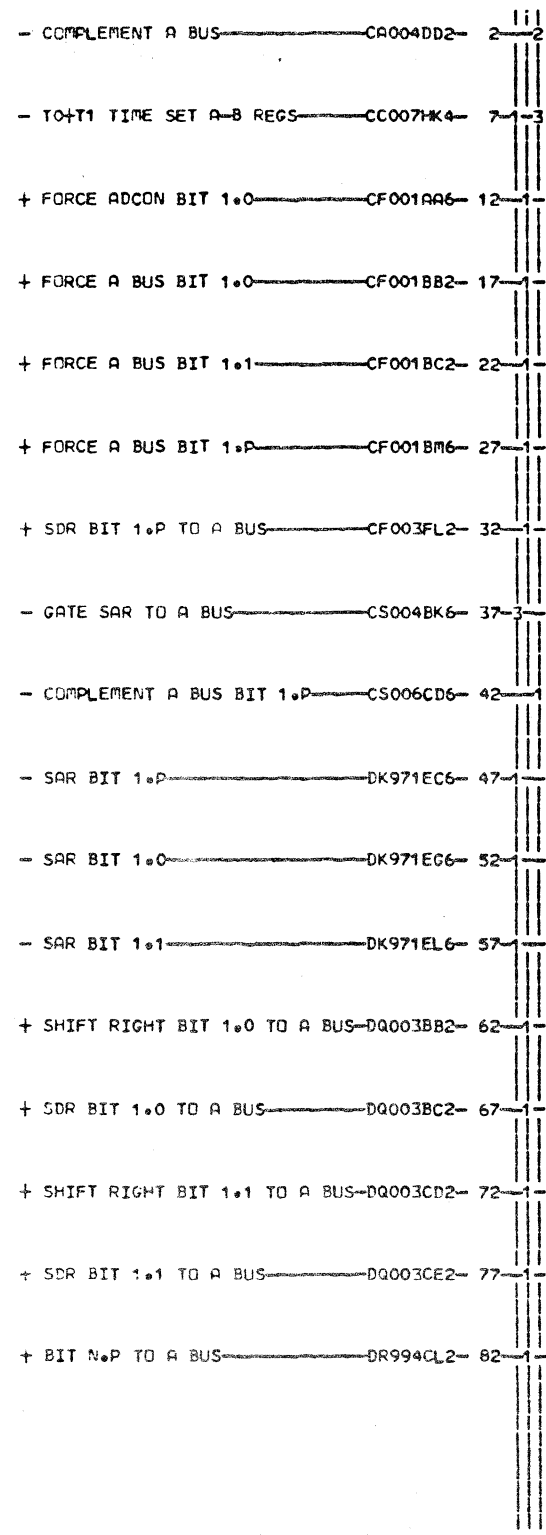 - COMPLEMENT A BUS CA004DD2- 2 2
- T0+T1 TIME SET A-B REGS CC007HK4- 7-1-3
+ FORCE ADCON BIT 1.0 CF001AA6- 12 1
+ FORCE A BUS BIT 1.0 CF001BB2- 17 1
+ FORCE A BUS BIT 1.1 CF001BC2- 22 1
+ FORCE A BUS BIT 1.P CF001BM6- 27 1
+ SDR BIT 1.P TO A BUS CF003FL2- 32 1
- GATE SAR TO A BUS CS004BK6- 37-3
- COMPLEMENT A BUS BIT 1.P CS006CD6- 42 1
- SAR BIT 1.P DK971EC6- 47-1
- SAR BIT 1.0 DK971EG6- 52-1
- SAR BIT 1.1 DK971EL6- 57-1
+ SHIFT RIGHT BIT 1.0 TO A BUS-DQ003BB2- 62 1
+ SDR BIT 1.0 TO A BUS DQ003BC2- 67 1
+ SHIFT RIGHT BIT 1.1 TO A BUS-DQ003CD2- 72 1
+ SDR BIT 1.1 TO A BUS DQ003CE2- 77 1
+ BIT N.P TO A BUS DR994CL2- 82 1